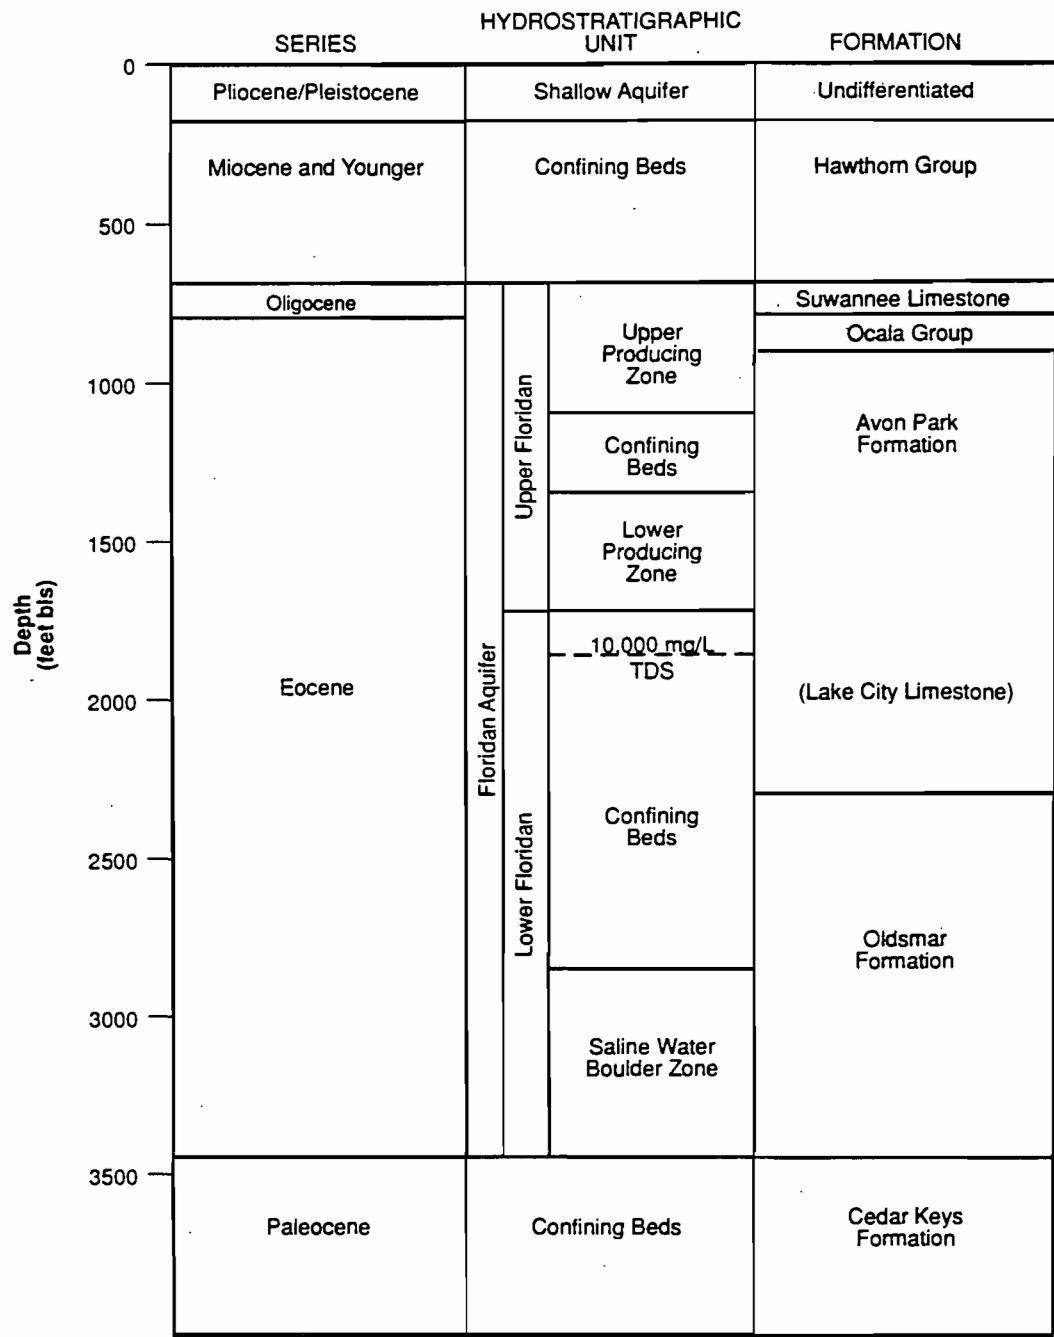 SERIES
HYDROSTRATIGRAPHIC
UNIT
FORMATION
0
Pliocene/Pleistocene
Shallow Aquifer
Undifferentiated
Miocene and Younger
Confining Beds
Hawthorn Group
500
Oligocene
Suwannee Limestone
Ocala Group
Upper
Producing
Zone
1000
Avon Park
Formation
Confining
Beds
Upper Floridan
1500
Lower
Producing
Zone
Depth
(feet bls)
10,000 mg/L
TDS
Eocene
2000
(Lake City Limestone)
Floridan Aquifer
Confining
Beds
2500
Lower Floridan
Oldsmar
Formation
3000
Saline Water
Boulder Zone
3500
Paleocene
Confining Beds
Cedar Keys
Formation